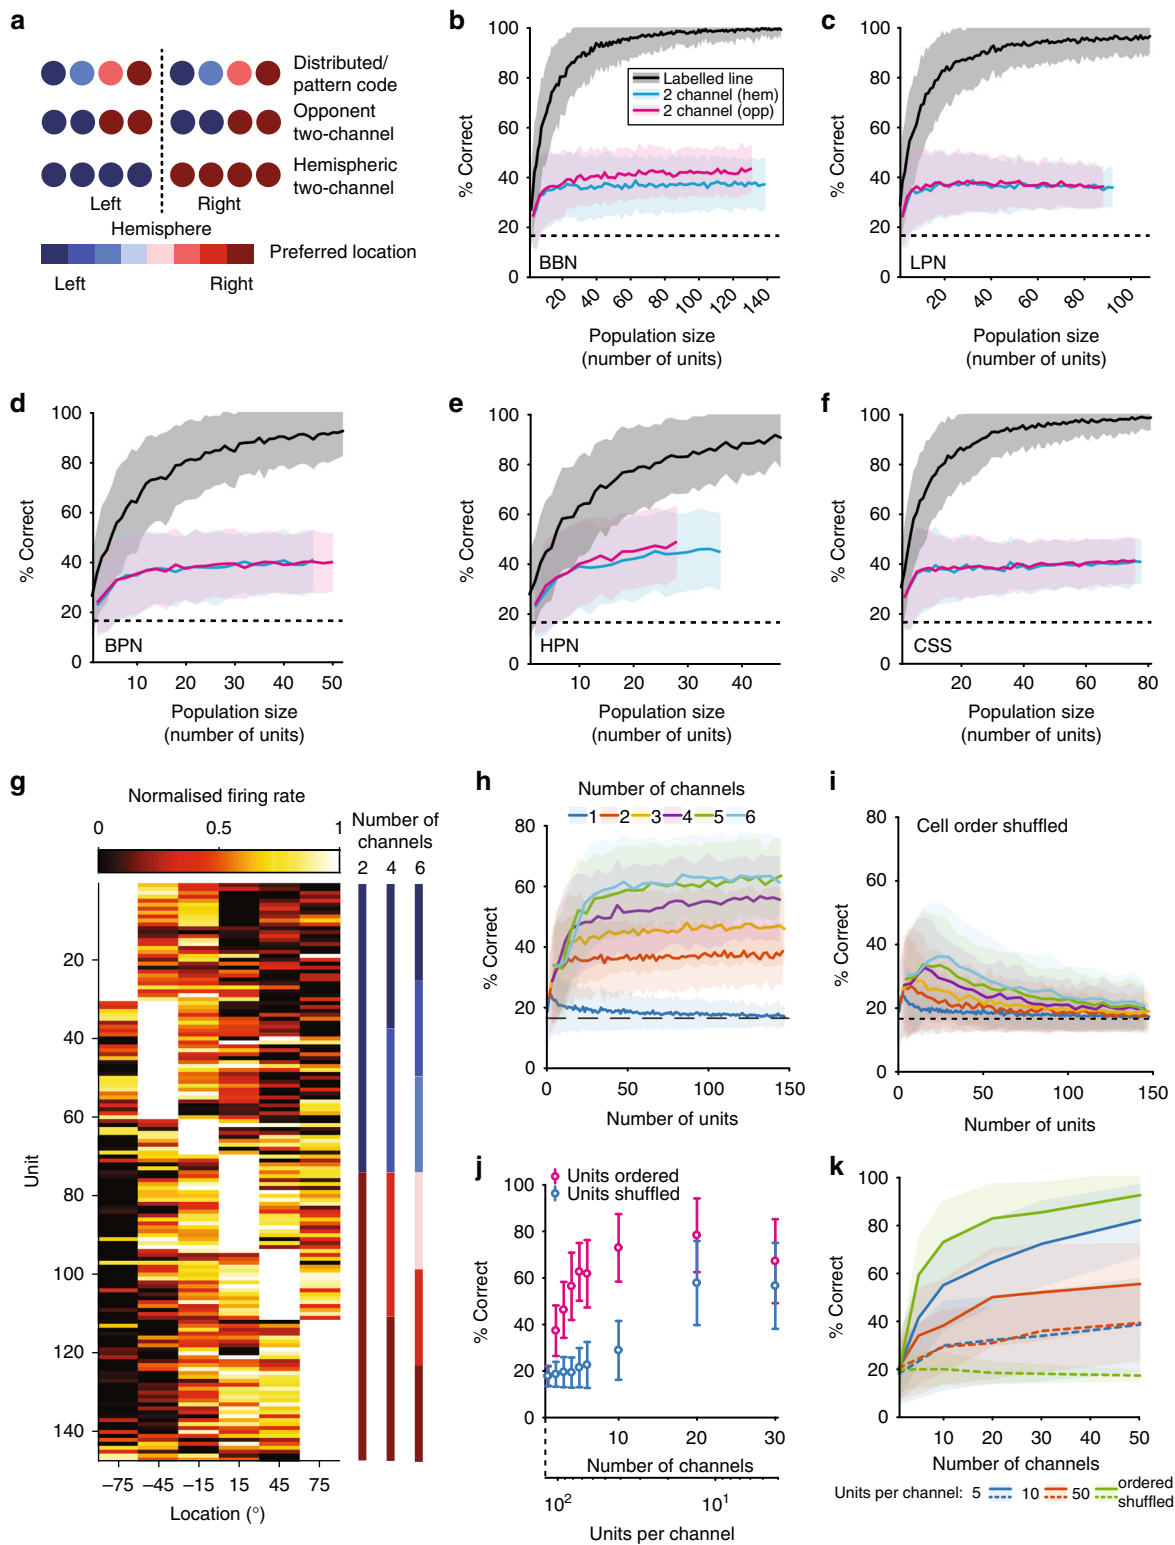 a
Distributed/
pattern code
Opponent
two-channel
Hemispheric
two-channel
Left
Right
Hemisphere
Preferred location
Left
Right
b
100
80
60
40
20
0
% Correct
Labelled line
2 channel (hem)
2 channel (opp)
BBN
20 40 60 80 100 120 140
Population size
(number of units)
c
100
80
60
40
20
0
% Correct
LPN
20 40 60 80 100
Population size
(number of units)
d
100
80
60
40
20
0
% Correct
BPN
10 20 30 40 50
Population size
(number of units)
e
100
80
60
40
20
0
% Correct
HPN
10 20 30 40
Population size
(number of units)
f
100
80
60
40
20
0
% Correct
CSS
20 40 60 80
Population size
(number of units)
g
Normalised firing rate
0 0.5 1
Number of
channels
2 4 6
20
40
60
80
100
120
140
Unit
–75 –45 –15 15 45 75
Location (°)
h
Number of channels
1 2 3 4 5 6
80
60
40
20
0
% Correct
0 50 100 150
Number of units
i
Cell order shuffled
80
60
40
20
0
% Correct
0 50 100 150
Number of units
j
Units ordered
Units shuffled
100
80
60
40
20
0
% Correct
10 20 30
Number of channels
10² 10¹
Units per channel
k
100
80
60
40
20
0
% Correct
0 10 20 30 40 50
Number of channels
Units per channel: 5 10 50 ordered
shuffled